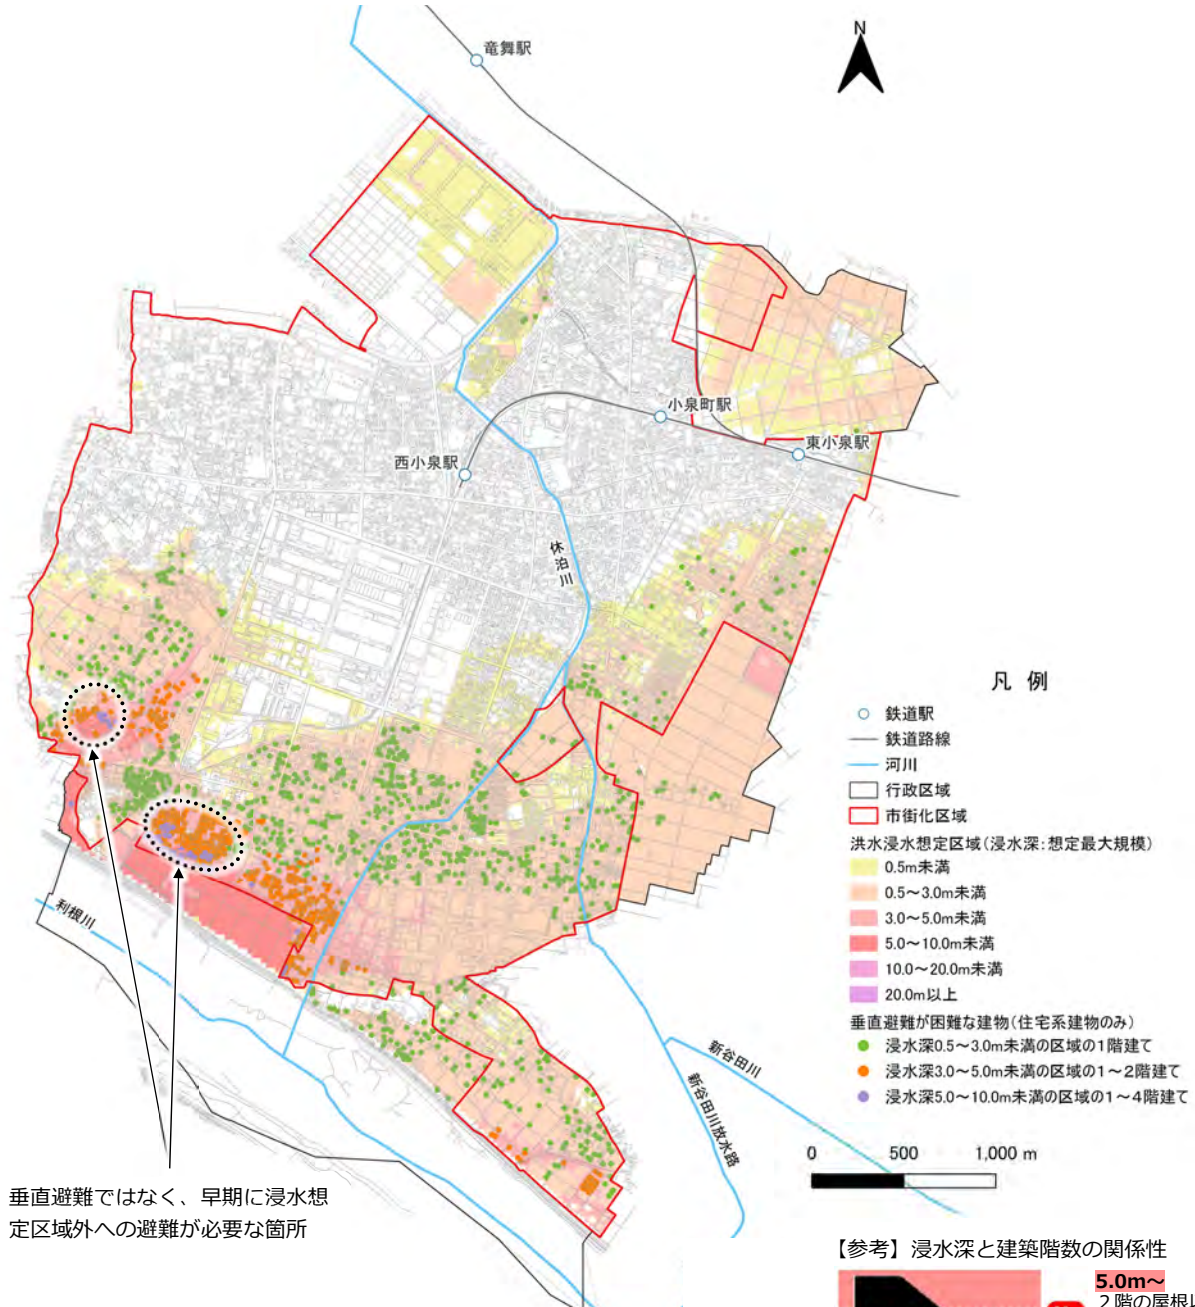 N
竜舞駅
小泉町駅
東小泉駅
西小泉駅
休泊川
利根川
新谷田川
新谷田川放水路
凡 例
鉄道駅
鉄道路線
河川
行政区域
市街化区域
洪水浸水想定区域(浸水深:想定最大規模)
0.5m未満
0.5～3.0m未満
3.0～5.0m未満
5.0～10.0m未満
10.0～20.0m未満
20.0m以上
垂直避難が困難な建物(住宅系建物のみ)
浸水深0.5～3.0m未満の区域の1階建て
浸水深3.0～5.0m未満の区域の1～2階建て
浸水深5.0～10.0m未満の区域の1～4階建て
0 500 1,000 m
垂直避難ではなく、早期に浸水想
定区域外への避難が必要な箇所
【参考】浸水深と建築階数の関係性
5.0m～
２階の屋根